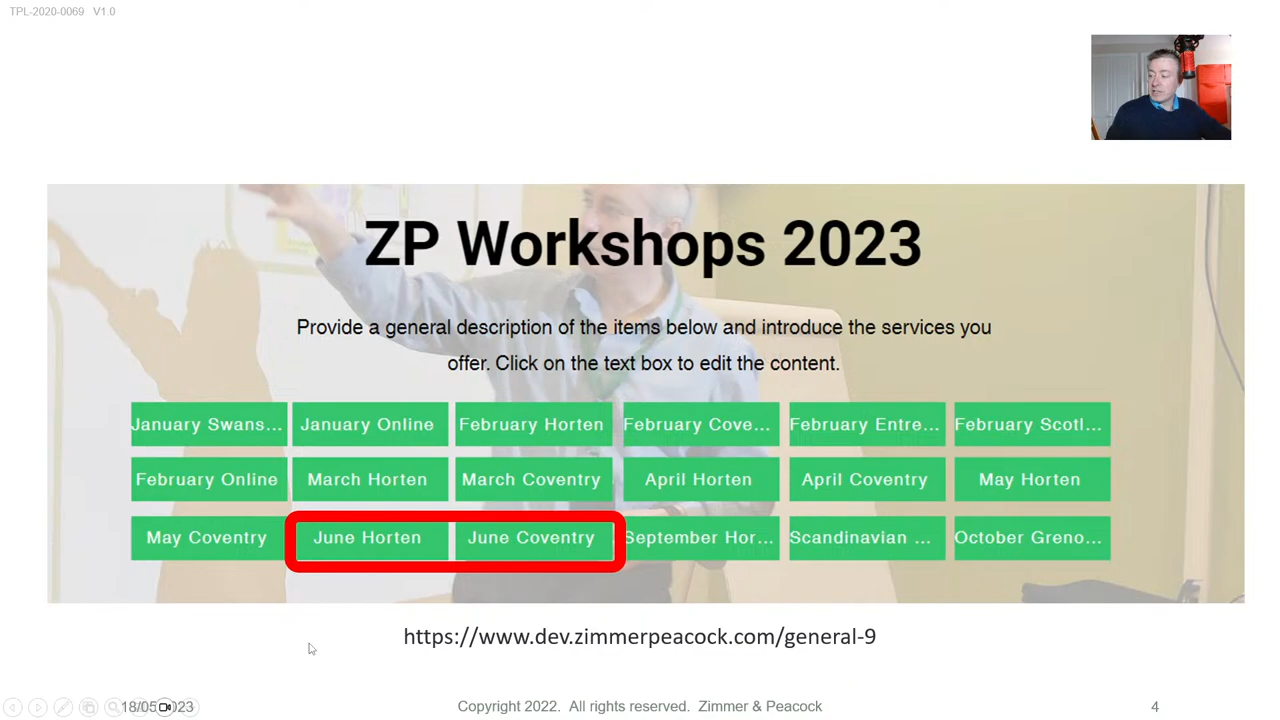 TPL-2020-0069 V1.0
ZP Workshops 2023
Provide a general description of the items below and introduce the services you
offer. Click on the text box to edit the content.
January Swans... January Online February Horten February Cove... February Entre... February Scotl...
February Online March Horten March Coventry April Horten April Coventry May Horten
May Coventry June Horten June Coventry September Hor... Scandinavian ... October Greno...
https://www.dev.zimmerpeacock.com/general-9
18/05/2023 Copyright 2022. All rights reserved. Zimmer & Peacock 4